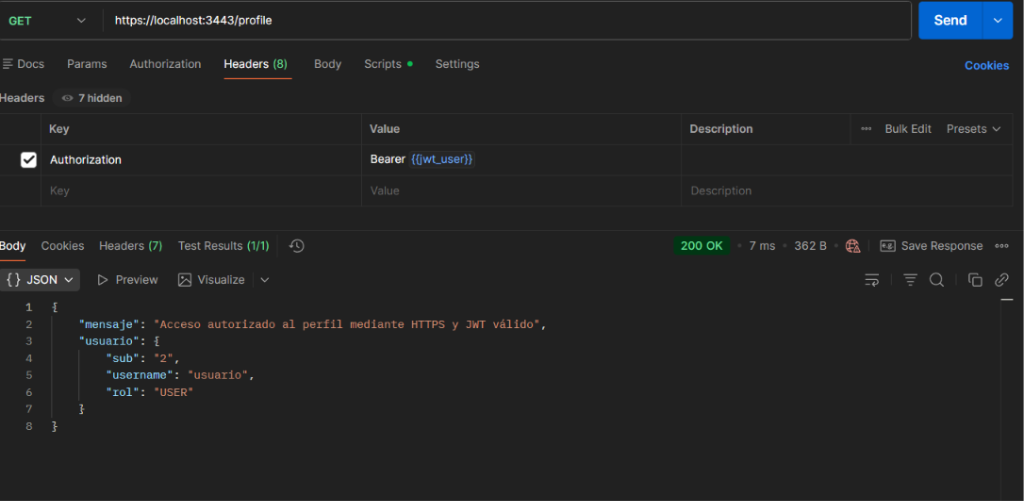 GET https://localhost:3443/profile Send
Docs Params Authorization Headers (8) Body Scripts Settings Cookies
Headers 7 hidden
Key Value Description Bulk Edit Presets
Authorization Bearer {{jwt_user}}
Key Value Description
Body Cookies Headers (7) Test Results (1/1) 200 OK • 7 ms • 362 B • Save Response
{} JSON Preview Visualize
1 {
2 "mensaje": "Acceso autorizado al perfil mediante HTTPS y JWT válido",
3 "usuario": {
4 "sub": "2",
5 "username": "usuario",
6 "rol": "USER"
7 }
8 }